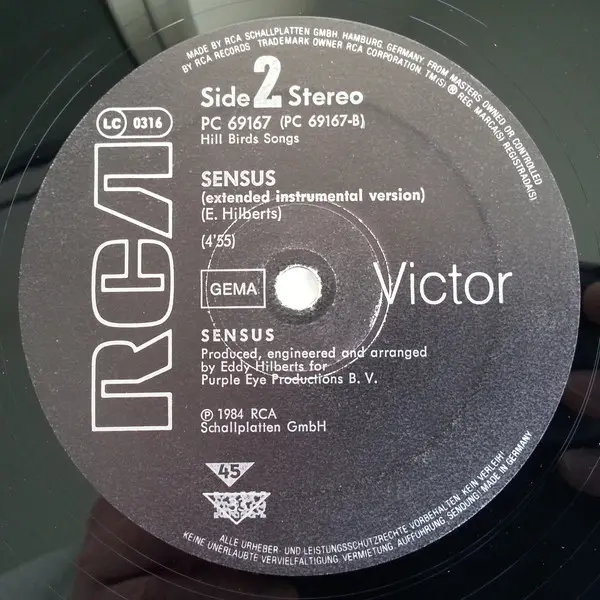 MADE BY RCA SCHALLPLATTEN GMBH, HAMBURG, GERMANY, FROM MASTERS OWNED OR CONTROLLED
BY RCA RECORDS TRADEMARK OWNER RCA CORPORATION, TM(S) ® REG. MARCA(S) REGISTRADA(S)
Side 2 Stereo
LC 0316
PC 69167 (PC 69167-B)
Hill Birds Songs
RCA
SENSUS
(extended instrumental version)
(E. Hilberts)
(4'55)
GEMA
Victor
SENSUS
Produced, engineered and arranged
by Eddy Hilberts for
Purple Eye Productions B. V.
℗ 1984 RCA
Schallplatten GmbH
45
ALLE URHEBER- UND LEISTUNGSSCHUTZRECHTE VORBEHALTEN. KEIN VERLEIH!
KEINE UNERLAUBTE VERVIELFÄLTIGUNG, VERMIETUNG, AUFFÜHRUNG, SENDUNG! MADE IN GERMANY